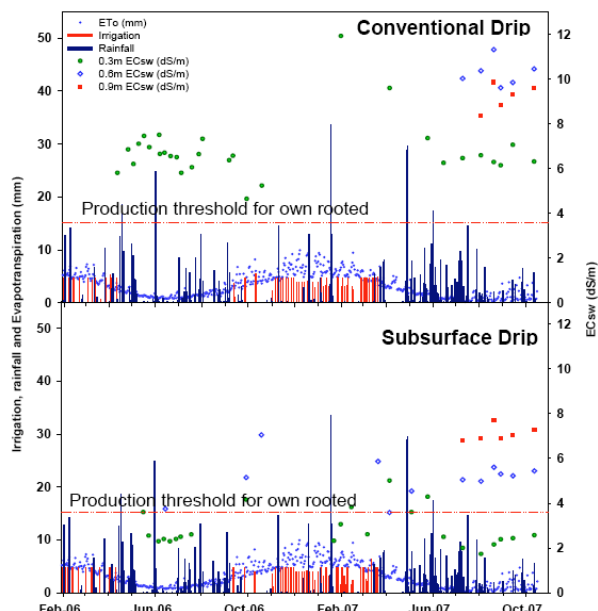 Conventional Drip
ETo (mm)
Irrigation
Rainfall
0.3m ECsw (dS/m)
0.6m ECsw (dS/m)
0.9m ECsw (dS/m)
50
40
30
20
10
0
12
10
8
6
4
2
0
Production threshold for own rooted
Irrigation, rainfall and Evapotranspiration (mm)
ECsw (dS/m)
Subsurface Drip
50
40
30
20
10
0
12
10
8
6
4
2
0
Production threshold for own rooted
Feb.06 Jun.06 Oct.06 Feb.07 Jun.07 Oct.07